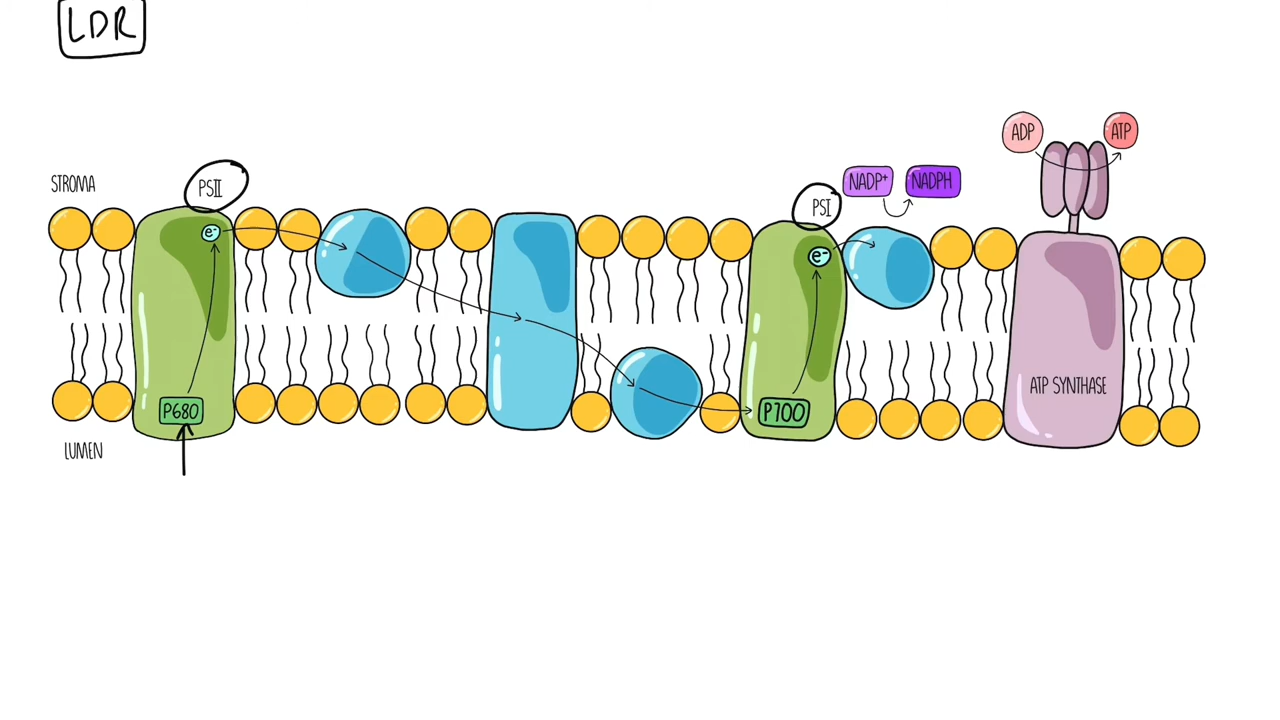 LDR
STROMA
PSII
e⁻
P680
LUMEN
PSI
e⁻
P700
NADP⁺
NADPH
ADP
ATP
ATP SYNTHASE